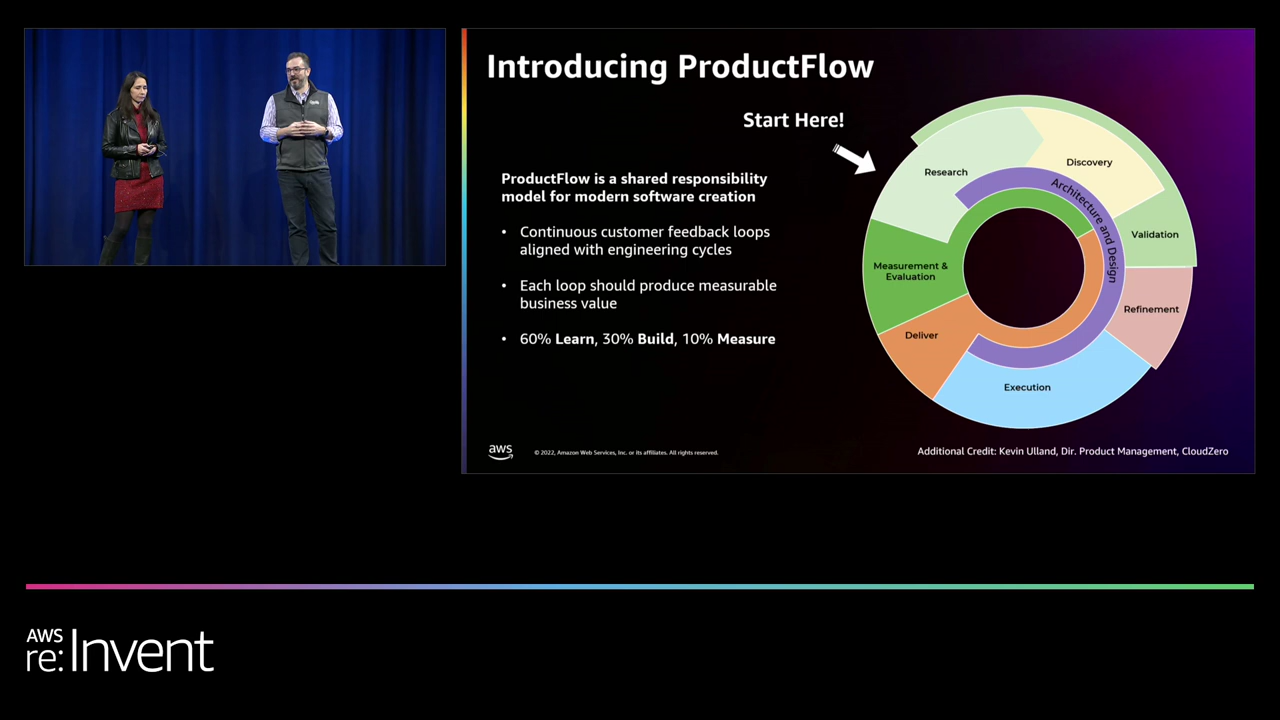 Introducing ProductFlow
Start Here!
ProductFlow is a shared responsibility
model for modern software creation
• Continuous customer feedback loops
aligned with engineering cycles
• Each loop should produce measurable
business value
• 60% Learn, 30% Build, 10% Measure
Research
Discovery
Architecture and Design
Validation
Measurement &
Evaluation
Refinement
Deliver
Execution
aws
© 2022, Amazon Web Services, Inc. or its affiliates. All rights reserved.
Additional Credit: Kevin Ulland, Dir. Product Management, CloudZero
AWS
re:Invent